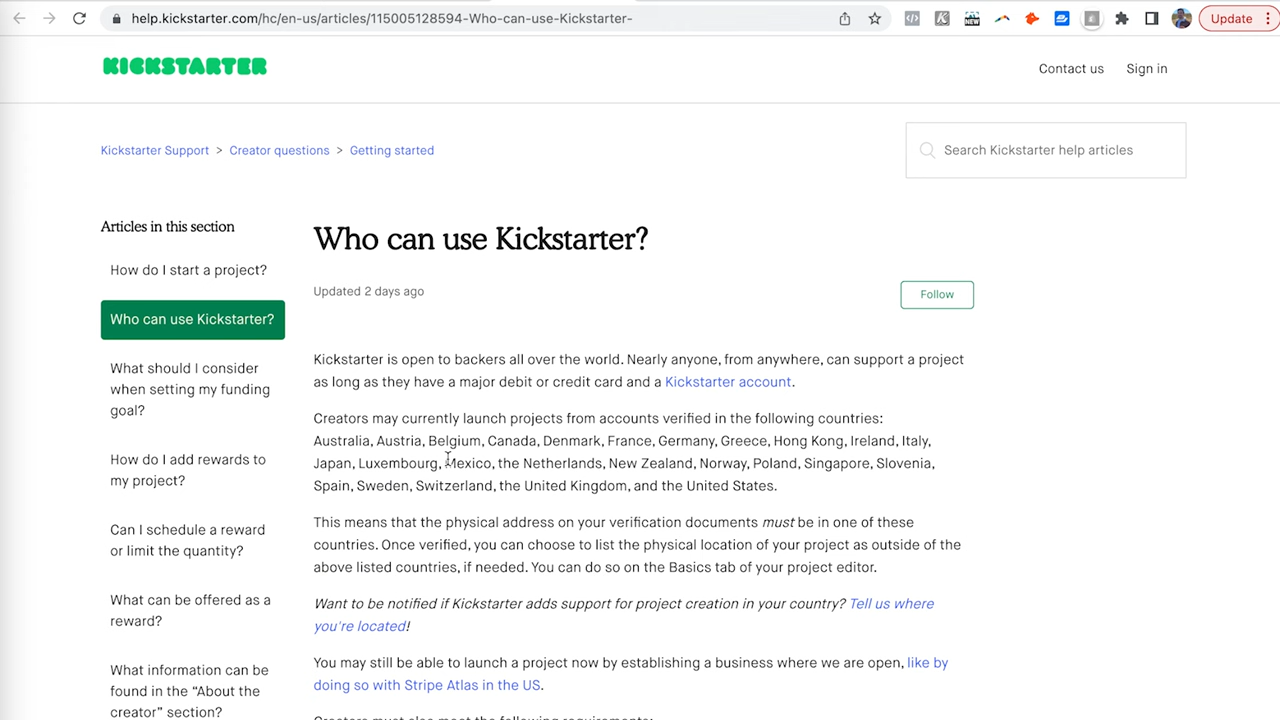 help.kickstarter.com/hc/en-us/articles/115005128594-Who-can-use-Kickstarter-
NEW
Update
KICKSTARTER
Contact us
Sign in
Kickstarter Support > Creator questions > Getting started
Search Kickstarter help articles
Articles in this section
How do I start a project?
Who can use Kickstarter?
What should I consider
when setting my funding
goal?
How do I add rewards to
my project?
Can I schedule a reward
or limit the quantity?
What can be offered as a
reward?
What information can be
found in the “About the
creator” section?
Who can use Kickstarter?
Updated 2 days ago
Follow
Kickstarter is open to backers all over the world. Nearly anyone, from anywhere, can support a project
as long as they have a major debit or credit card and a Kickstarter account.
Creators may currently launch projects from accounts verified in the following countries:
Australia, Austria, Belgium, Canada, Denmark, France, Germany, Greece, Hong Kong, Ireland, Italy,
Japan, Luxembourg, Mexico, the Netherlands, New Zealand, Norway, Poland, Singapore, Slovenia,
Spain, Sweden, Switzerland, the United Kingdom, and the United States.
This means that the physical address on your verification documents must be in one of these
countries. Once verified, you can choose to list the physical location of your project as outside of the
above listed countries, if needed. You can do so on the Basics tab of your project editor.
Want to be notified if Kickstarter adds support for project creation in your country? Tell us where
you're located!
You may still be able to launch a project now by establishing a business where we are open, like by
doing so with Stripe Atlas in the US.
Creators must also meet the following requirements: